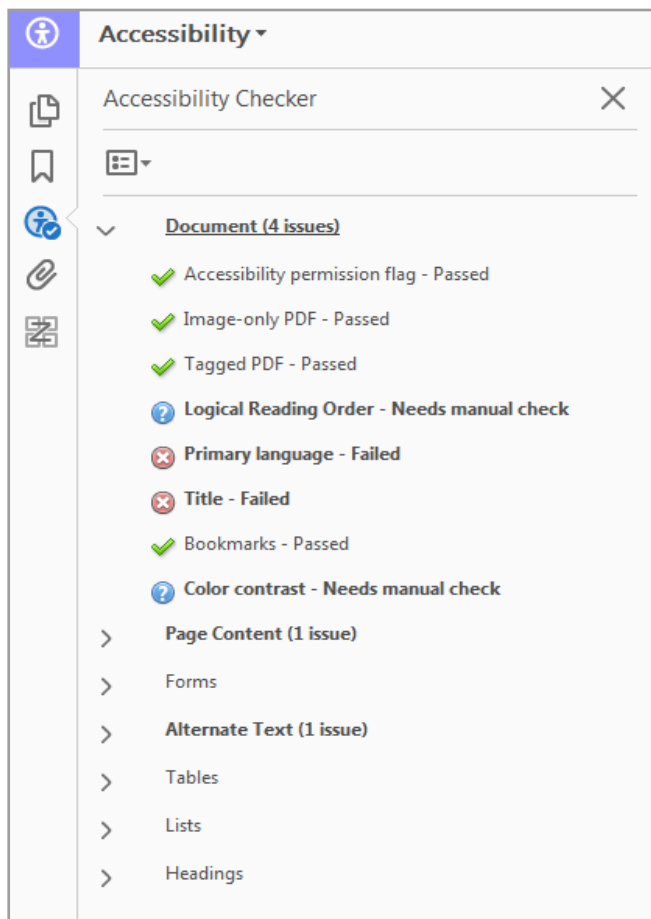 Accessibility
Accessibility Checker
Document (4 issues)
Accessibility permission flag - Passed
Image-only PDF - Passed
Tagged PDF - Passed
Logical Reading Order - Needs manual check
Primary language - Failed
Title - Failed
Bookmarks - Passed
Color contrast - Needs manual check
Page Content (1 issue)
Forms
Alternate Text (1 issue)
Tables
Lists
Headings